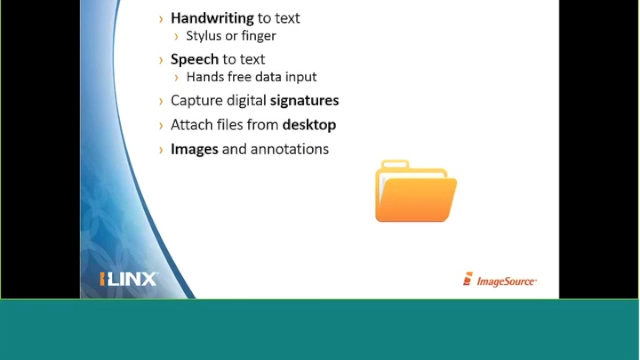 Handwriting to text
Stylus or finger
Speech to text
Hands free data input
Capture digital signatures
Attach files from desktop
Images and annotations
ILINX
ImageSource